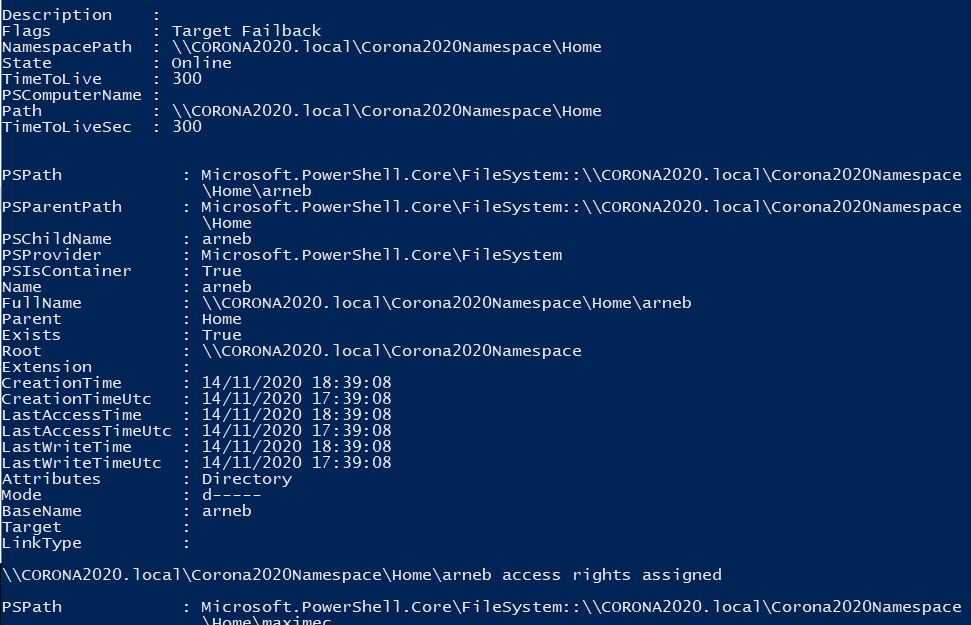 Description    :
Flags          : Target Failback
NamespacePath  : \\CORONA2020.local\Corona2020Namespace\Home
State          : Online
TimeToLive     : 300
PSComputerName :
Path           : \\CORONA2020.local\Corona2020Namespace\Home
TimeToLiveSec  : 300
PSPath            : Microsoft.PowerShell.Core\FileSystem::\\CORONA2020.local\Corona2020Namespace
                    \Home\arneb
PSParentPath      : Microsoft.PowerShell.Core\FileSystem::\\CORONA2020.local\Corona2020Namespace
                    \Home
PSChildName       : arneb
PSProvider        : Microsoft.PowerShell.Core\FileSystem
PSIsContainer     : True
Name              : arneb
FullName          : \\CORONA2020.local\Corona2020Namespace\Home\arneb
Parent            : Home
Exists            : True
Root              : \\CORONA2020.local\Corona2020Namespace
Extension         :
CreationTime      : 14/11/2020 18:39:08
CreationTimeUtc   : 14/11/2020 17:39:08
LastAccessTime    : 14/11/2020 18:39:08
LastAccessTimeUtc : 14/11/2020 17:39:08
LastWriteTime     : 14/11/2020 18:39:08
LastWriteTimeUtc  : 14/11/2020 17:39:08
Attributes        : Directory
Mode              : d-----
BaseName          : arneb
Target            :
LinkType          :
\\CORONA2020.local\Corona2020Namespace\Home\arneb access rights assigned
PSPath            : Microsoft.PowerShell.Core\FileSystem::\\CORONA2020.local\Corona2020Namespace
                    \Home\maximec